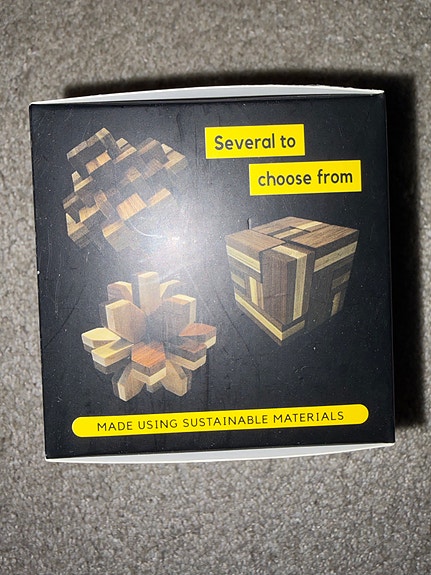 Several to
choose from
MADE USING SUSTAINABLE MATERIALS